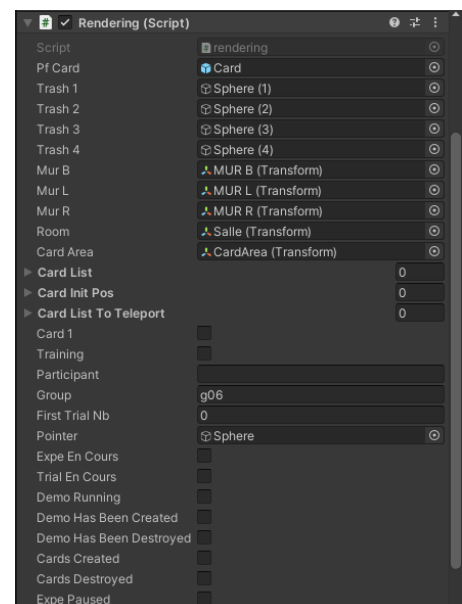 Rendering (Script)
Script rendering
Pf Card Card
Trash 1 Sphere (1)
Trash 2 Sphere (2)
Trash 3 Sphere (3)
Trash 4 Sphere (4)
Mur B MUR B (Transform)
Mur L MUR L (Transform)
Mur R MUR R (Transform)
Room Salle (Transform)
Card Area CardArea (Transform)
Card List 0
Card Init Pos 0
Card List To Teleport 0
Card 1
Training
Participant
Group g06
First Trial Nb 0
Pointer Sphere
Expe En Cours
Trial En Cours
Demo Running
Demo Has Been Created
Demo Has Been Destroyed
Cards Created
Cards Destroyed
Expe Paused